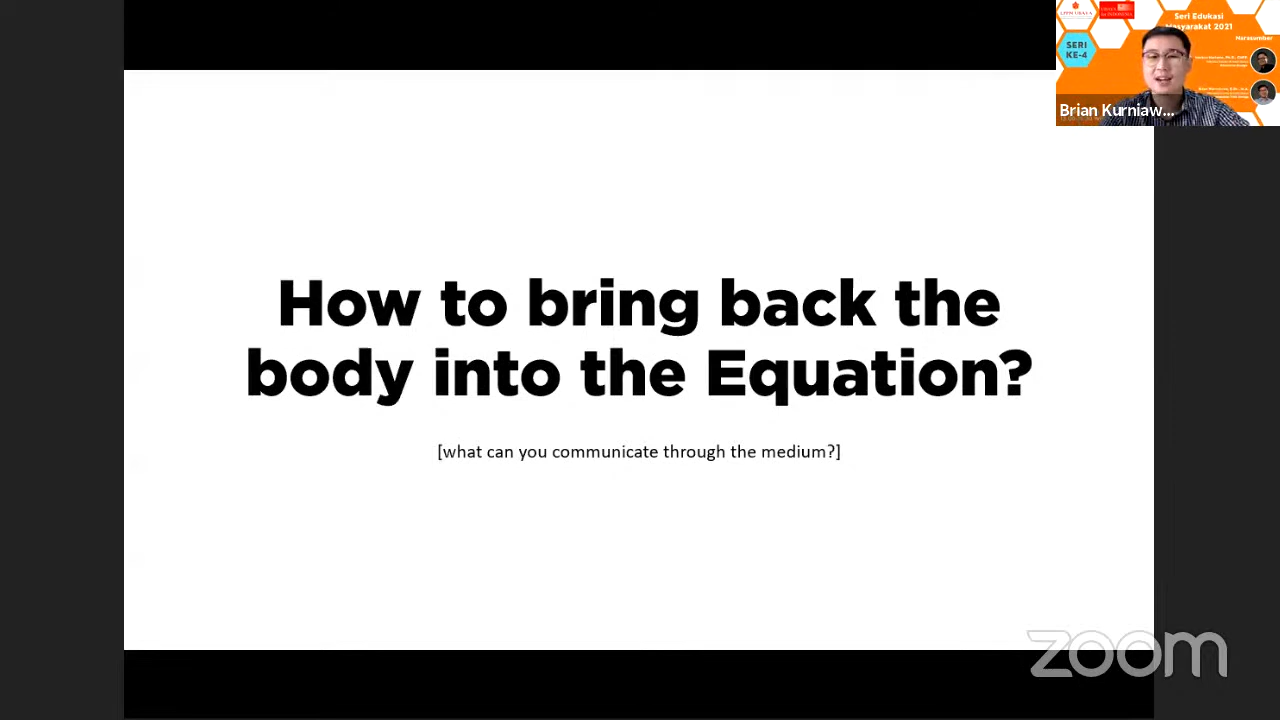 How to bring back the
body into the Equation?
[what can you communicate through the medium?]
Seri Edukasi
Masyarakat 2021
Narasumber
SERI
KE-4
Brian Kurniaw...
zoom